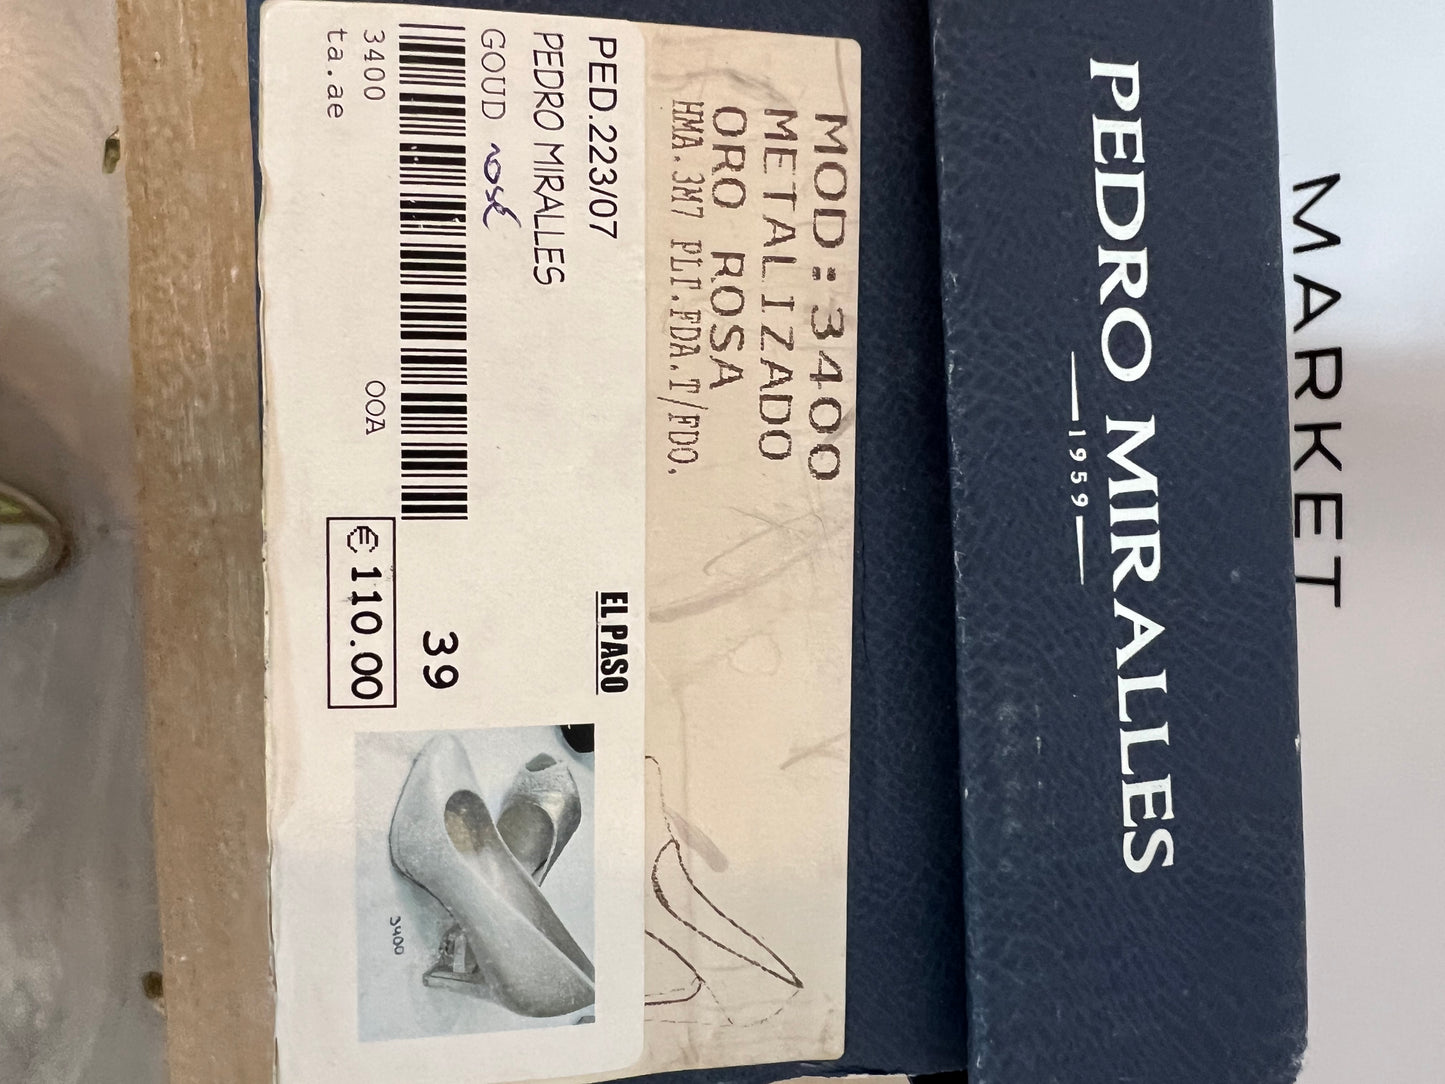 MARKET
PEDRO MIRALLES
1959
MOD:3400
METALIZADO
ORO ROSA
HMA.3M7 PLT.FDA.T/FDO.
PED.223/07
EL PASO
PEDRO MIRALLES
GOUD rosé
39
3400 OOA
€110.00
ta.ae
3400